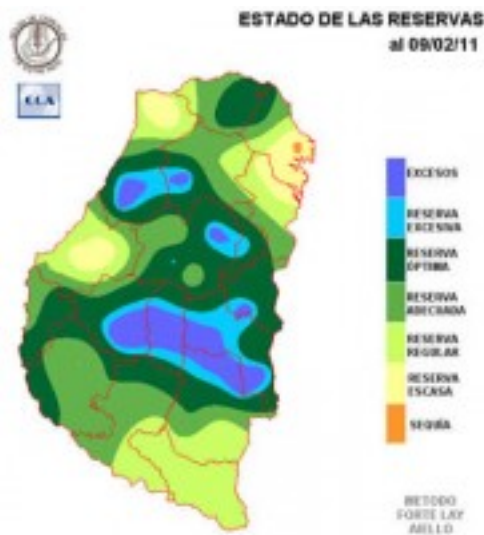 ESTADO DE LAS RESERVAS
al 09/02/11
CCA
EXCESOS
RESERVA
EXCESIVA
RESERVA
ÓPTIMA
RESERVA
ADECUADA
RESERVA
REGULAR
RESERVA
ESCASA
SEQUÍA
METODO
FORTE LAY
AIELLO